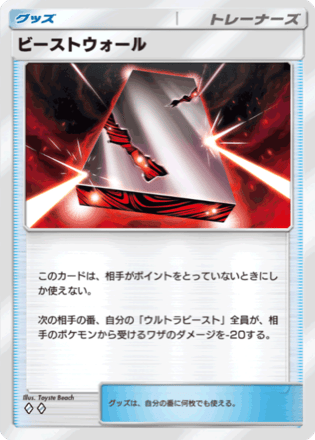 グッズ
トレーナーズ
ビーストウォール
このカードは、相手がポイントをとっていないときにし
か使えない。
次の相手の番、自分の「ウルトラビースト」全員が、相
手のポケモンから受けるワザのダメージを-20する。
Illus. Tayste Beach
グッズは、自分の番に何枚でも使える。